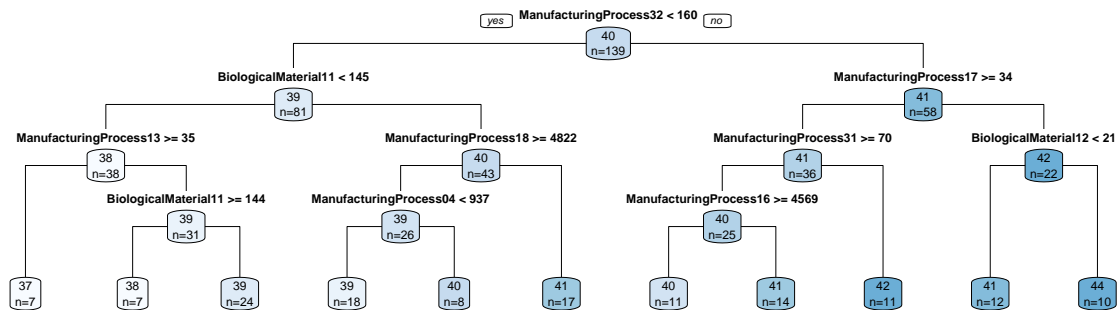 ManufacturingProcess32 < 160
yes
no
40
n=139
BiologicalMaterial11 < 145
ManufacturingProcess17 >= 34
39
n=81
41
n=58
ManufacturingProcess13 >= 35
ManufacturingProcess18 >= 4822
ManufacturingProcess31 >= 70
BiologicalMaterial12 < 21
38
n=38
40
n=43
41
n=36
42
n=22
BiologicalMaterial11 >= 144
ManufacturingProcess04 < 937
ManufacturingProcess16 >= 4569
39
n=31
39
n=26
40
n=25
37
n=7
38
n=7
39
n=24
39
n=18
40
n=8
41
n=17
40
n=11
41
n=14
42
n=11
41
n=12
44
n=10